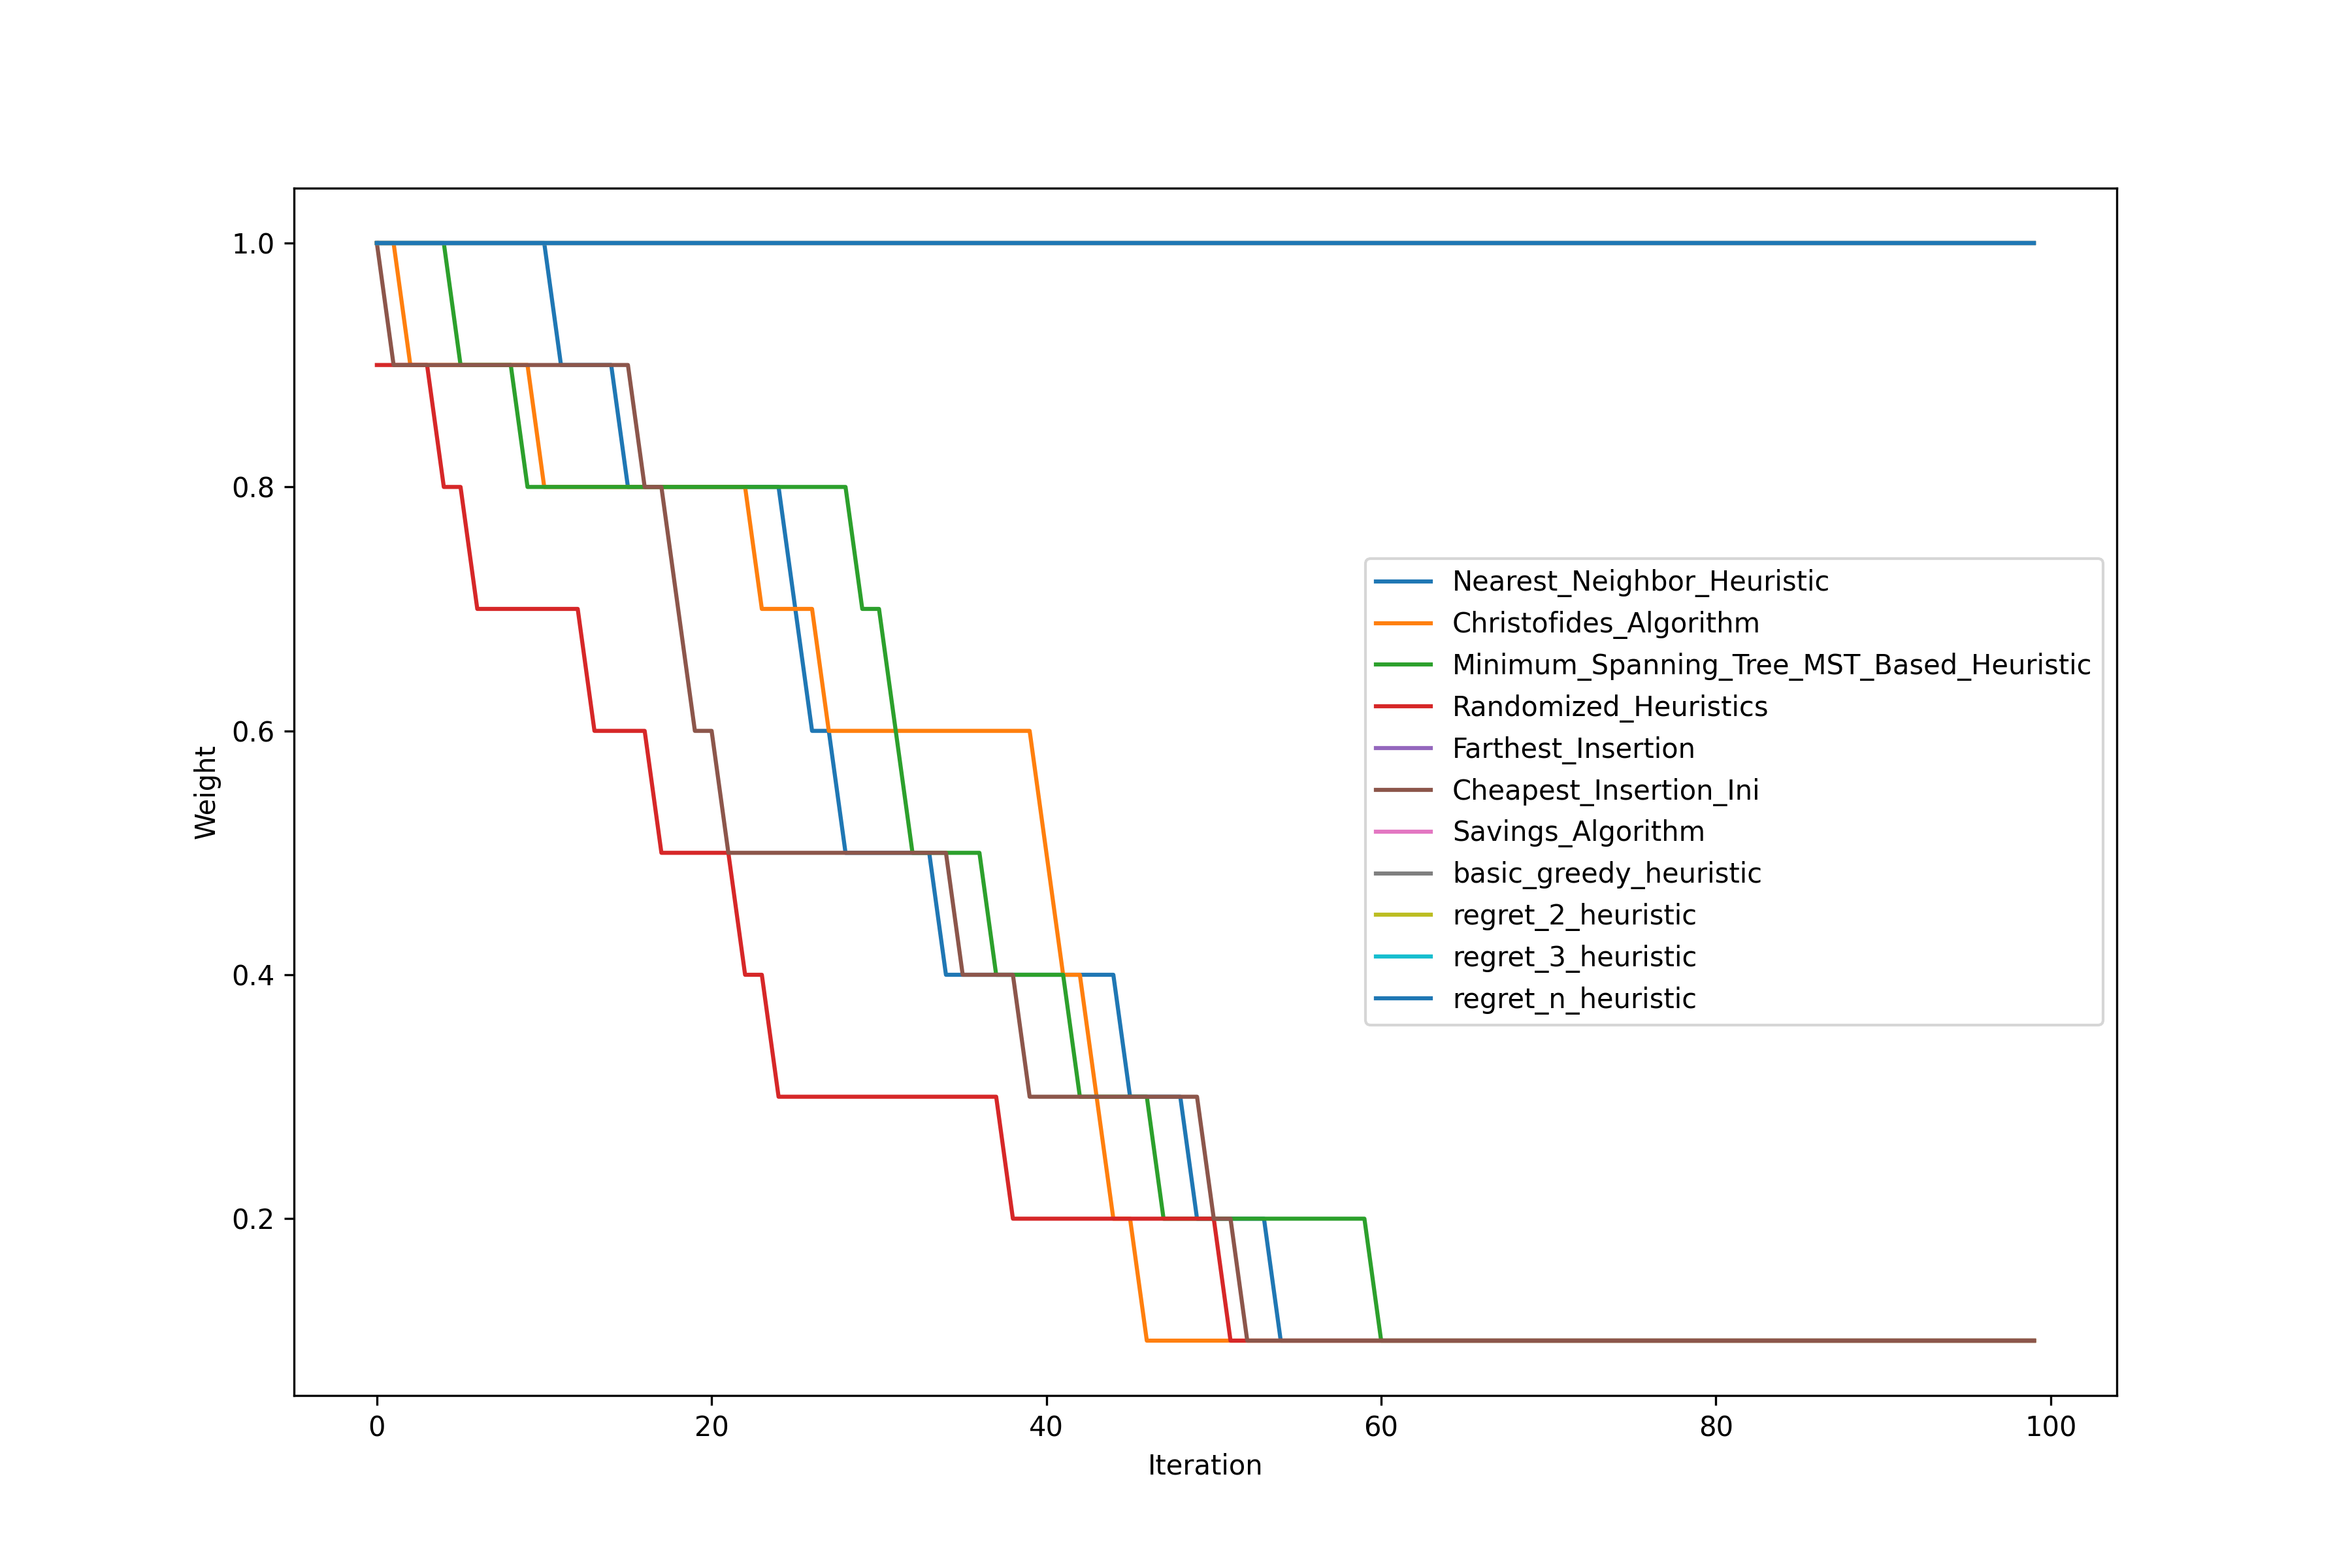 1.0
0.8
0.6
0.4
0.2
Weight
0 20 40 60 80 100
Iteration
Nearest_Neighbor_Heuristic
Christofides_Algorithm
Minimum_Spanning_Tree_MST_Based_Heuristic
Randomized_Heuristics
Farthest_Insertion
Cheapest_Insertion_Ini
Savings_Algorithm
basic_greedy_heuristic
regret_2_heuristic
regret_3_heuristic
regret_n_heuristic